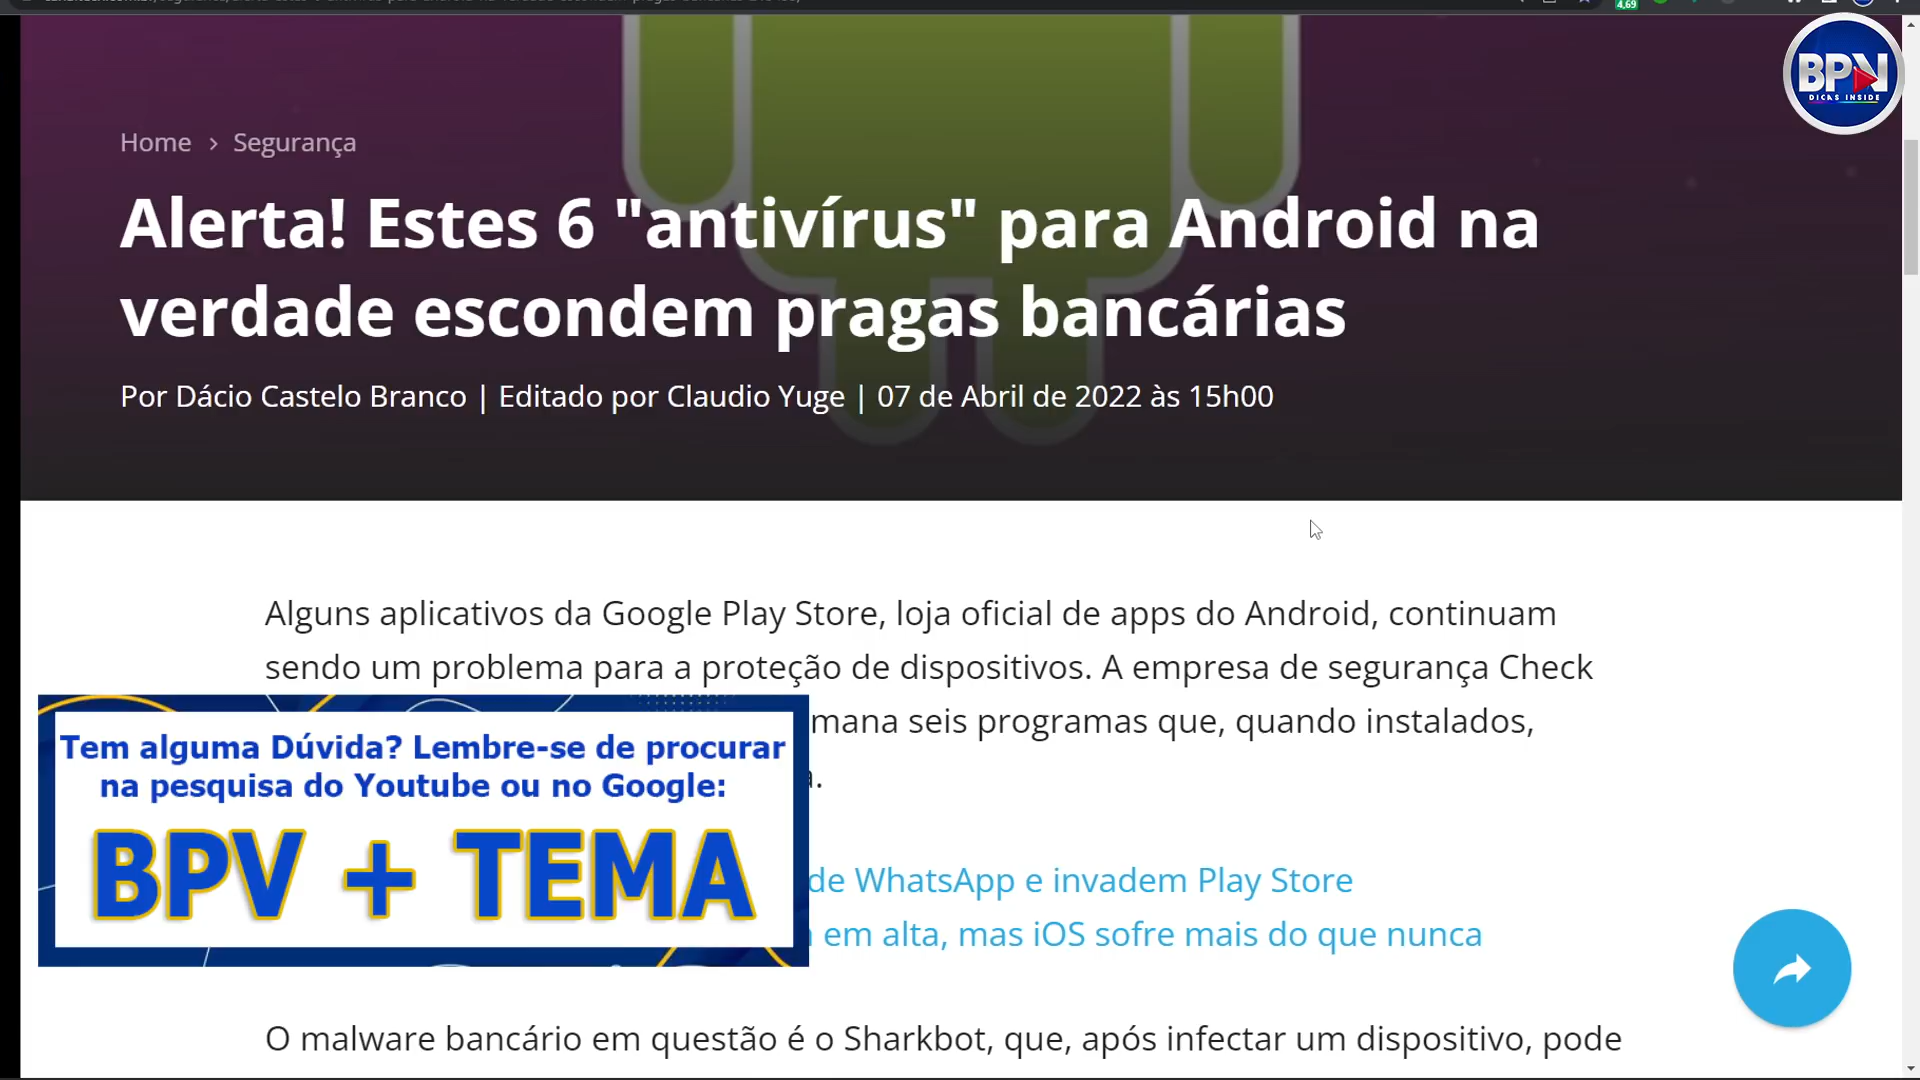 4,69
BPV
DICAS INSIDE
Home › Segurança
Alerta! Estes 6 "antivírus" para Android na
verdade escondem pragas bancárias
Por Dácio Castelo Branco | Editado por Claudio Yuge | 07 de Abril de 2022 às 15h00
Alguns aplicativos da Google Play Store, loja oficial de apps do Android, continuam
sendo um problema para a proteção de dispositivos. A empresa de segurança Check
mana seis programas que, quando instalados,
Tem alguma Dúvida? Lembre-se de procurar
na pesquisa do Youtube ou no Google:
BPV + TEMA
de WhatsApp e invadem Play Store
em alta, mas iOS sofre mais do que nunca
O malware bancário em questão é o Sharkbot, que, após infectar um dispositivo, pode